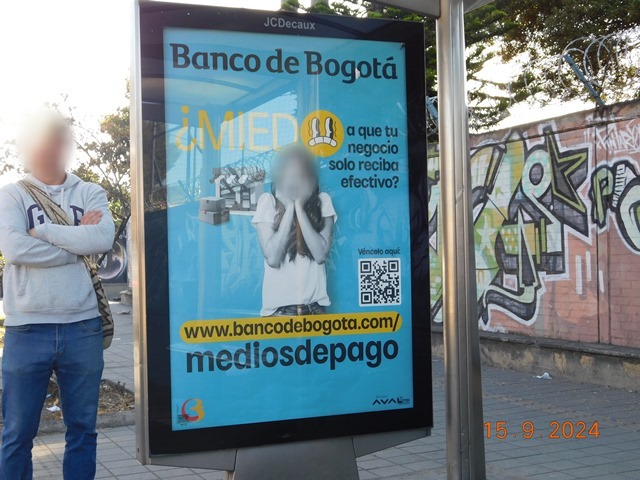 JCDecaux
Banco de Bogotá
¿MIEDO
a que tu
negocio
solo reciba
efectivo?
Véncelo aquí:
www.bancodebogota.com/
mediosdepago
AVAL
15.9.2024